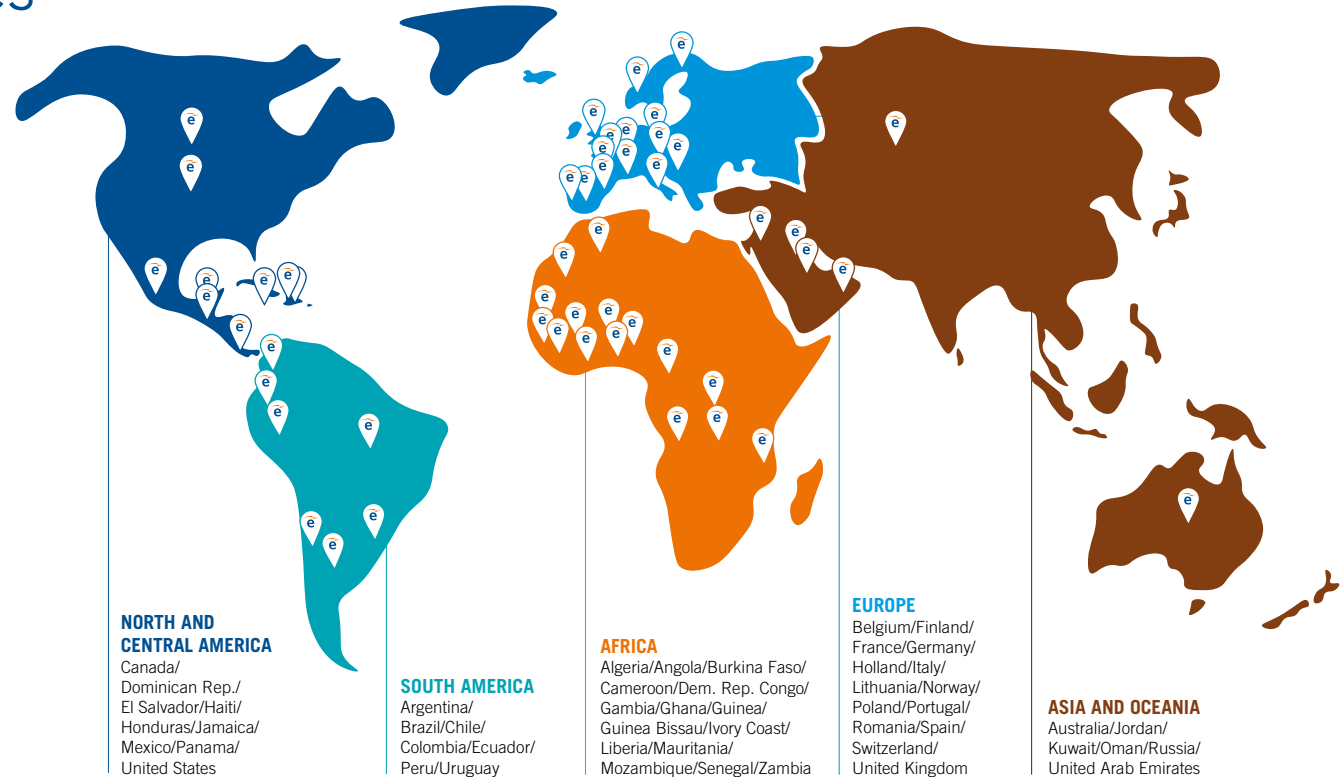 NORTH AND
CENTRAL AMERICA
Canada/
Dominican Rep./
El Salvador/Haiti/
Honduras/Jamaica/
Mexico/Panama/
United States
SOUTH AMERICA
Argentina/
Brazil/Chile/
Colombia/Ecuador/
Peru/Uruguay
AFRICA
Algeria/Angola/Burkina Faso/
Cameroon/Dem. Rep. Congo/
Gambia/Ghana/Guinea/
Guinea Bissau/Ivory Coast/
Liberia/Mauritania/
Mozambique/Senegal/Zambia
EUROPE
Belgium/Finland/
France/Germany/
Holland/Italy/
Lithuania/Norway/
Poland/Portugal/
Romania/Spain/
Switzerland/
United Kingdom
ASIA AND OCEANIA
Australia/Jordan/
Kuwait/Oman/Russia/
United Arab Emirates